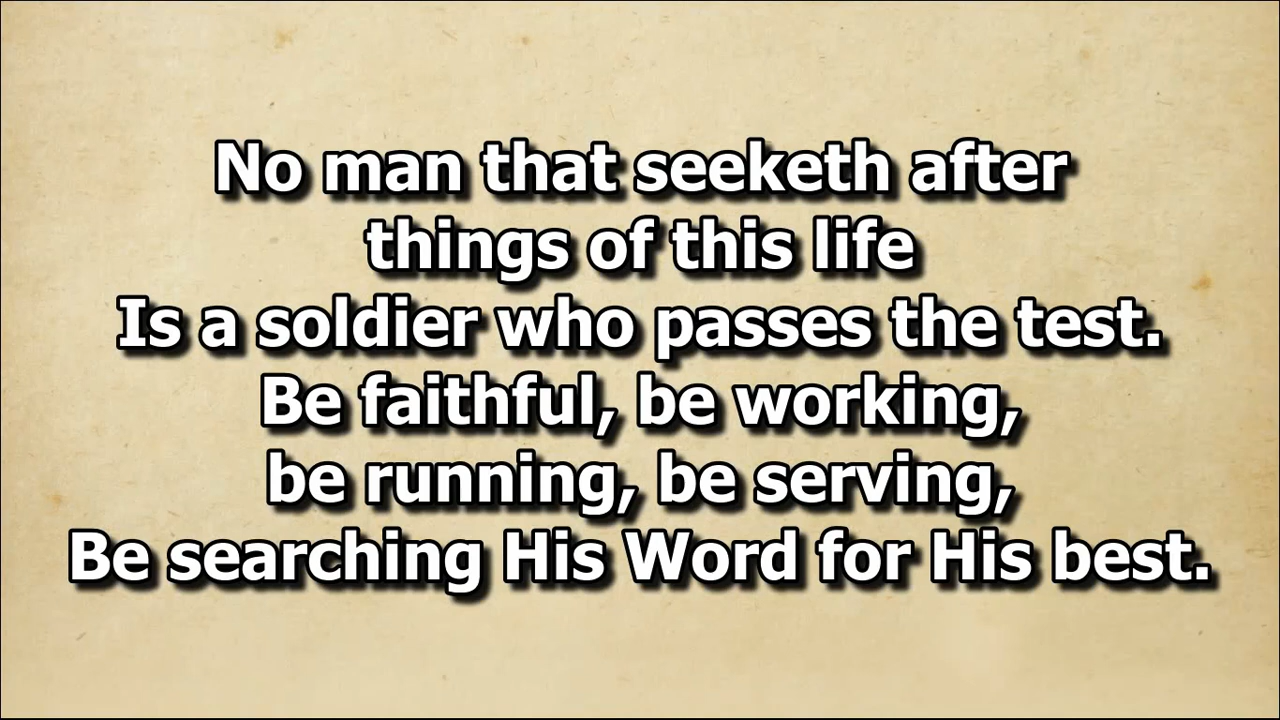 No man that seeketh after
things of this life
Is a soldier who passes the test.
Be faithful, be working,
be running, be serving,
Be searching His Word for His best.